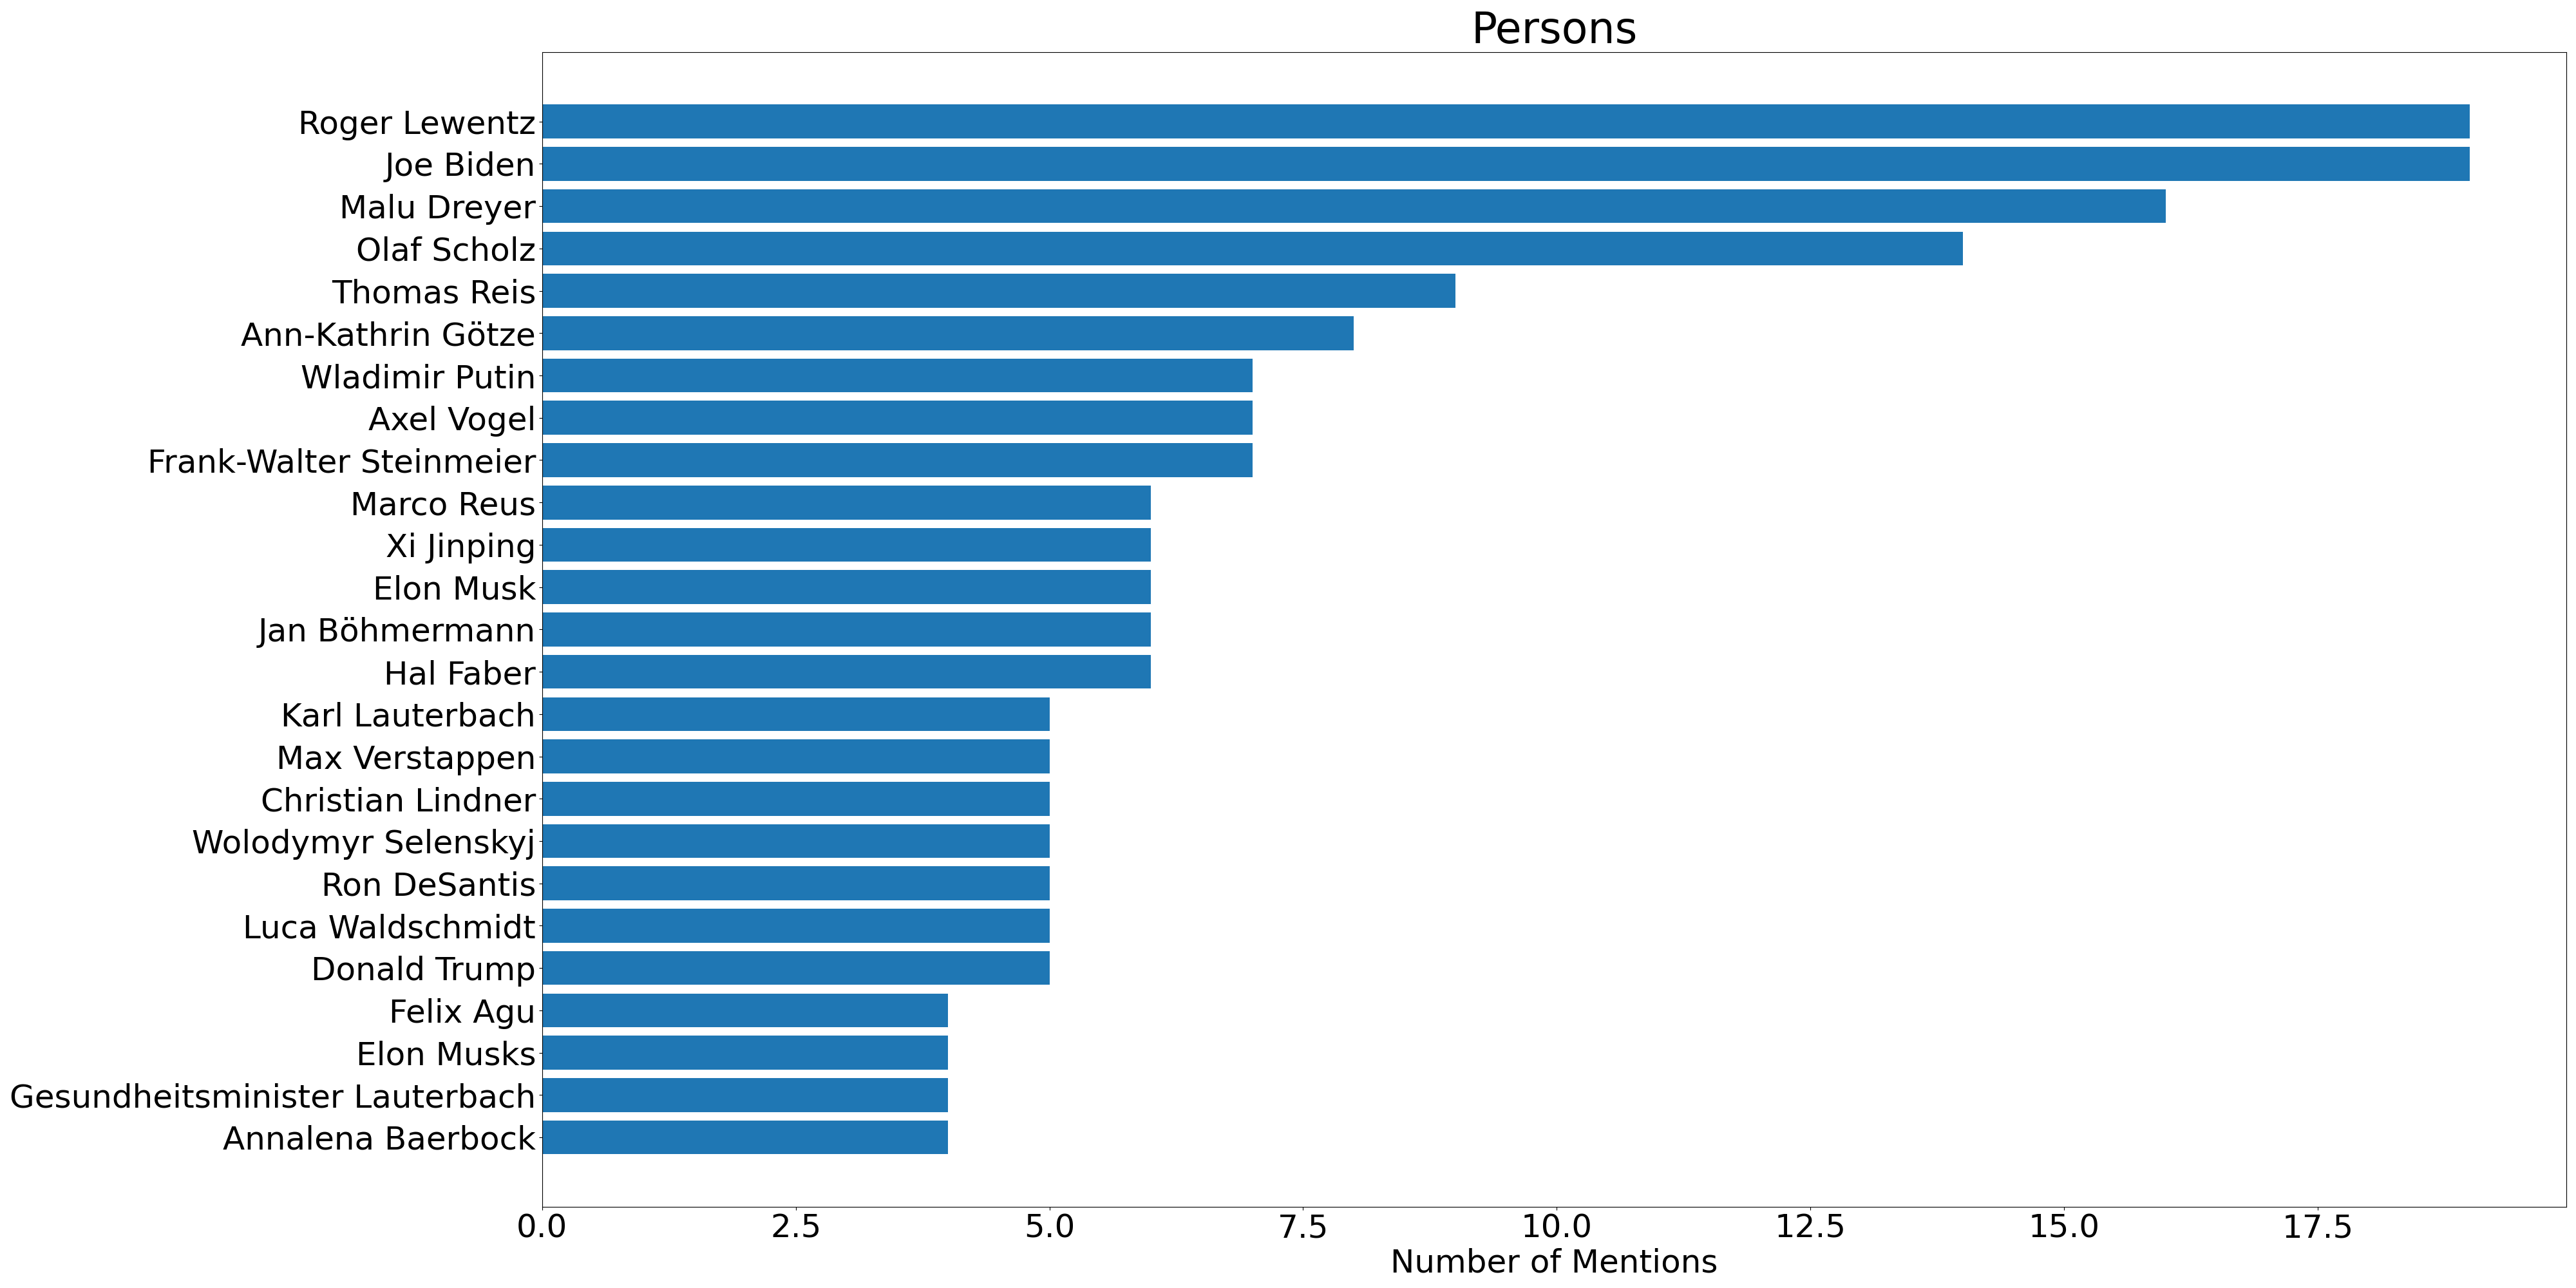 Persons
Roger Lewentz
Joe Biden
Malu Dreyer
Olaf Scholz
Thomas Reis
Ann-Kathrin Götze
Wladimir Putin
Axel Vogel
Frank-Walter Steinmeier
Marco Reus
Xi Jinping
Elon Musk
Jan Böhmermann
Hal Faber
Karl Lauterbach
Max Verstappen
Christian Lindner
Wolodymyr Selenskyj
Ron DeSantis
Luca Waldschmidt
Donald Trump
Felix Agu
Elon Musks
Gesundheitsminister Lauterbach
Annalena Baerbock
0.0 2.5 5.0 7.5 10.0 12.5 15.0 17.5
Number of Mentions